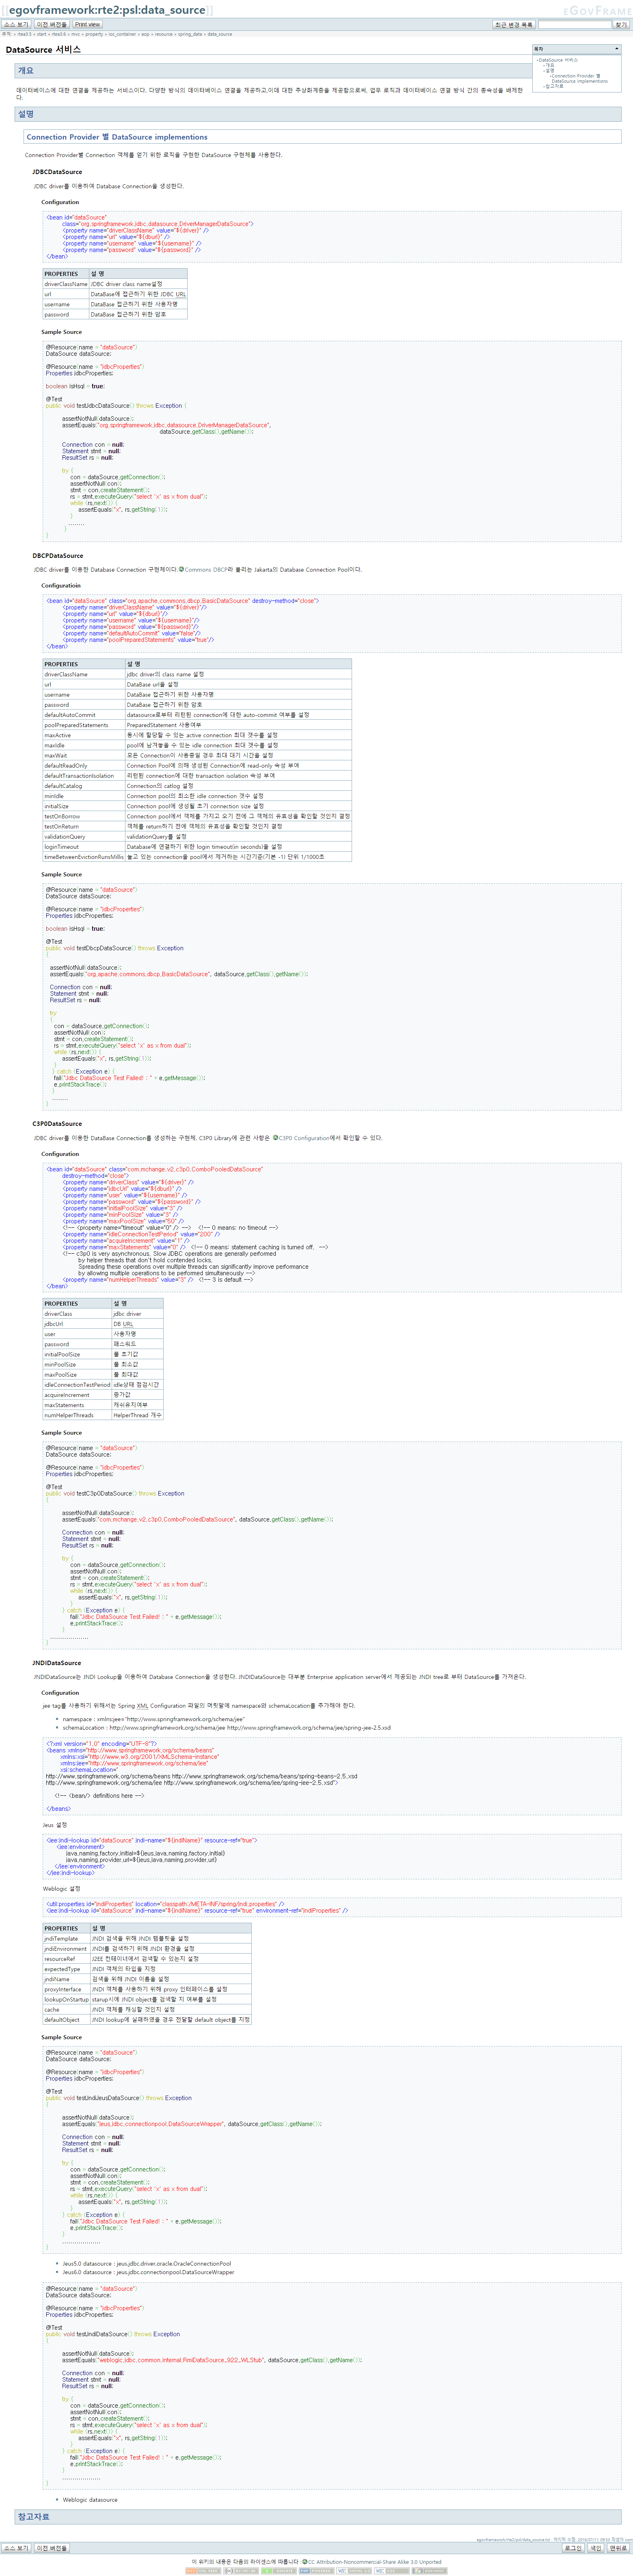 [[egovframework:rte2:psl:data_source]]
eGovFrame
소스 보기 이전 버전들 Print view
최근 변경 목록 찾기
추적: » rte3.5 » start » rte3.6 » mvc » property » ioc_container » aop » resource » spring_data » data_source
목차
DataSource 서비스
개요
설명
Connection Provider 별 DataSource implementions
참고자료
DataSource 서비스
개요
데이터베이스에 대한 연결을 제공하는 서비스이다. 다양한 방식의 데이터베이스 연결을 제공하고,이데 대한 추상화계층을 제공함으로써, 업무 로직과 데이터베이스 연결 방식 간의 종속성을 배제한다.
설명
Connection Provider 별 DataSource implementions
Connection Provider별 Connection 객체를 얻기 위한 로직을 구현한 DataSource 구현체를 사용한다.
JDBCDataSource
JDBC driver를 이용하여 Database Connection을 생성한다.
Configuration
<bean id="dataSource"
class="org.springframework.jdbc.datasource.DriverManagerDataSource">
<property name="driverClassName" value="${driver}" />
<property name="url" value="${dburl}" />
<property name="username" value="${username}" />
<property name="password" value="${password}" />
</bean>
PROPERTIES 설 명
driverClassName JDBC driver class name설정
url DataBase에 접근하기 위한 JDBC URL
username DataBase 접근하기 위한 사용자명
password DataBase 접근하기 위한 암호
Sample Source
@Resource(name = "dataSource")
DataSource dataSource;
@Resource(name = "jdbcProperties")
Properties jdbcProperties;
boolean isHsql = true;
@Test
public void testJdbcDataSource() throws Exception {
assertNotNull(dataSource);
assertEquals("org.springframework.jdbc.datasource.DriverManagerDataSource",
dataSource.getClass().getName());
Connection con = null;
Statement stmt = null;
ResultSet rs = null;
try {
con = dataSource.getConnection();
assertNotNull(con);
stmt = con.createStatement();
rs = stmt.executeQuery("select 'x' as x from dual");
while (rs.next()) {
assertEquals("x", rs.getString(1));
}
........
}
}
DBCPDataSource
JDBC driver를 이용한 Database Connection 구현체이다. Commons DBCP라 불리는 Jakarta의 Database Connection Pool이다.
Configuratioin
<bean id="dataSource" class="org.apache.commons.dbcp.BasicDataSource" destroy-method="close">
<property name="driverClassName" value="${driver}"/>
<property name="url" value="${dburl}"/>
<property name="username" value="${username}"/>
<property name="password" value="${password}"/>
<property name="defaultAutoCommit" value="false"/>
<property name="poolPreparedStatements" value="true"/>
</bean>
PROPERTIES 설 명
driverClassName jdbc driver의 class name 설정
url DataBase url을 설정
username DataBase 접근하기 위한 사용자명
password DataBase 접근하기 위한 암호
defaultAutoCommit datasource로부터 리턴된 connection에 대한 auto-commit 여부를 설정
poolPreparedStatements PreparedStatement 사용여부
maxActive 동시에 할당할 수 있는 active connection 최대 갯수를 설정
maxIdle pool에 남겨놓을 수 있는 idle connection 최대 갯수를 설정
maxWait 모든 Connection이 사용중일 경우 최대 대기 시간을 설정
defaultReadOnly Connection Pool에 의해 생성된 Connection에 read-only 속성 부여
defaultTransactionIsolation 리턴된 connection에 대한 transaction isolation 속성 부여
defaultCatalog Connection의 catlog 설정
minIdle Connection pool의 최소한 idle connection 갯수 설정
initialSize Connection pool에 생성될 초기 connection size 설정
testOnBorrow Connection pool에서 객체를 가지고 오기 전에 그 객체의 유효성을 확인할 것인지 결정
testOnReturn 객체를 return하기 전에 객체의 유효성을 확인할 것인지 결정
validationQuery validationQuery를 설정
loginTimeout Database에 연결하기 위한 login timeout(in seconds)을 설정
timeBetweenEvictionRunsMillis 놀고 있는 connection을 pool에서 제거하는 시간기준(기본 -1) 단위 1/1000초
Sample Source
@Resource(name = "dataSource")
DataSource dataSource;
@Resource(name = "jdbcProperties")
Properties jdbcProperties;
boolean isHsql = true;
@Test
public void testDbcpDataSource() throws Exception
{
assertNotNull(dataSource);
assertEquals("org.apache.commons.dbcp.BasicDataSource", dataSource.getClass().getName());
Connection con = null;
Statement stmt = null;
ResultSet rs = null;
try
{
con = dataSource.getConnection();
assertNotNull(con);
stmt = con.createStatement();
rs = stmt.executeQuery("select 'x' as x from dual");
while (rs.next()) {
assertEquals("x", rs.getString(1));
}
} catch (Exception e) {
fail("Jdbc DataSource Test Failed! : " + e.getMessage());
e.printStackTrace();
}
........
}
C3P0DataSource
JDBC driver를 이용한 DataBase Connection를 생성하는 구현체. C3P0 Library에 관련 사항은 C3P0 Configuration에서 확인할 수 있다.
Configuration
<bean id="dataSource" class="com.mchange.v2.c3p0.ComboPooledDataSource"
destroy-method="close">
<property name="driverClass" value="${driver}" />
<property name="jdbcUrl" value="${dburl}" />
<property name="user" value="${username}" />
<property name="password" value="${password}" />
<property name="initialPoolSize" value="3" />
<property name="minPoolSize" value="3" />
<property name="maxPoolSize" value="50" />
<!-- <property name="timeout" value="0" /> --> <!-- 0 means: no timeout -->
<property name="idleConnectionTestPeriod" value="200" />
<property name="acquireIncrement" value="1" />
<property name="maxStatements" value="0" /> <!-- 0 means: statement caching is turned off. -->
<!-- c3p0 is very asynchronous. Slow JDBC operations are generally performed
by helper threads that don't hold contended locks.
Spreading these operations over multiple threads can significantly improve performance
by allowing multiple operations to be performed simultaneously -->
<property name="numHelperThreads" value="3" /> <!-- 3 is default -->
</bean>
PROPERTIES 설 명
driverClass jdbc driver
jdbcUrl DB URL
user 사용자명
password 패스워드
initialPoolSize 풀 초기값
minPoolSize 풀 최소값
maxPoolSize 풀 최대값
idleConnectionTestPeriod idle상태 점검시간
acquireIncrement 증가값
maxStatements 캐쉬유지여부
numHelperThreads HelperThread 개수
Sample Source
@Resource(name = "dataSource")
DataSource dataSource;
@Resource(name = "jdbcProperties")
Properties jdbcProperties;
@Test
public void testC3p0DataSource() throws Exception
{
assertNotNull(dataSource);
assertEquals("com.mchange.v2.c3p0.ComboPooledDataSource", dataSource.getClass().getName());
Connection con = null;
Statement stmt = null;
ResultSet rs = null;
try {
con = dataSource.getConnection();
assertNotNull(con);
stmt = con.createStatement();
rs = stmt.executeQuery("select 'x' as x from dual");
while (rs.next()) {
assertEquals("x", rs.getString(1));
}
} catch (Exception e) {
fail("Jdbc DataSource Test Failed! : " + e.getMessage());
e.printStackTrace();
}
...................
}
JNDIDataSource
JNDIDataSource는 JNDI Lookup을 이용하여 Database Connection을 생성한다. JNDIDataSource는 대부분 Enterprise application server에서 제공되는 JNDI tree로 부터 DataSource를 가져온다.
Configuration
jee tag를 사용하기 위해서는 Spring XML Configuration 파일의 머릿말에 namespace와 schemaLocation를 추가해야 한다.
namespace : xmlns:jee="http://www.springframework.org/schema/jee"
schemaLocation : http://www.springframework.org/schema/jee http://www.springframework.org/schema/jee/spring-jee-2.5.xsd
<?xml version="1.0" encoding="UTF-8"?>
<beans xmlns="http://www.springframework.org/schema/beans"
xmlns:xsi="http://www.w3.org/2001/XMLSchema-instance"
xmlns:jee="http://www.springframework.org/schema/jee"
xsi:schemaLocation="
http://www.springframework.org/schema/beans http://www.springframework.org/schema/beans/spring-beans-2.5.xsd
http://www.springframework.org/schema/jee http://www.springframework.org/schema/jee/spring-jee-2.5.xsd">
<!-- <bean/> definitions here -->
</beans>
Jeus 설정
<jee:jndi-lookup id="dataSource" jndi-name="${jndiName}" resource-ref="true">
<jee:environment>
java.naming.factory.initial=${jeus.java.naming.factory.initial}
java.naming.provider.url=${jeus.java.naming.provider.url}
</jee:environment>
</jee:jndi-lookup>
Weblogic 설정
<util:properties id="jndiProperties" location="classpath:/META-INF/spring/jndi.properties" />
<jee:jndi-lookup id="dataSource" jndi-name="${jndiName}" resource-ref="true" environment-ref="jndiProperties" />
PROPERTIES 설 명
jndiTemplate JNDI 검색을 위해 JNDI 템플릿을 설정
jndiEnvironment JNDI를 검색하기 위해 JNDI 환경을 설정
resourceRef J2EE 컨테이너에서 검색할 수 있는지 설정
expectedType JNDI 객체의 타입을 지정
jndiName 검색을 위해 JNDI 이름을 설정
proxyInterface JNDI 객체를 사용하기 위해 proxy 인터페이스를 설정
lookupOnStartup starup시에 JNDI object를 검색할 지 여부를 설정
cache JNDI 객체를 캐싱할 것인지 설정
defaultObject JNDI lookup에 실패하였을 경우 전달할 default object를 지정
Sample Source
@Resource(name = "dataSource")
DataSource dataSource;
@Resource(name = "jdbcProperties")
Properties jdbcProperties;
@Test
public void testJndiJeusDataSource() throws Exception
{
assertNotNull(dataSource);
assertEquals("jeus.jdbc.connectionpool.DataSourceWrapper", dataSource.getClass().getName());
Connection con = null;
Statement stmt = null;
ResultSet rs = null;
try {
con = dataSource.getConnection();
assertNotNull(con);
stmt = con.createStatement();
rs = stmt.executeQuery("select 'x' as x from dual");
while (rs.next()) {
assertEquals("x", rs.getString(1));
}
} catch (Exception e) {
fail("Jdbc DataSource Test Failed! : " + e.getMessage());
e.printStackTrace();
}
...................
}
Jeus5.0 datasource : jeus.jdbc.driver.oracle.OracleConnectionPool
Jeus6.0 datasource : jeus.jdbc.connectionpool.DataSourceWrapper
@Resource(name = "dataSource")
DataSource dataSource;
@Resource(name = "jdbcProperties")
Properties jdbcProperties;
@Test
public void testJndiDataSource() throws Exception
{
assertNotNull(dataSource);
assertEquals("weblogic.jdbc.common.internal.RmiDataSource_922_WLStub", dataSource.getClass().getName());
Connection con = null;
Statement stmt = null;
ResultSet rs = null;
try {
con = dataSource.getConnection();
assertNotNull(con);
stmt = con.createStatement();
rs = stmt.executeQuery("select 'x' as x from dual");
while (rs.next()) {
assertEquals("x", rs.getString(1));
}
} catch (Exception e) {
fail("Jdbc DataSource Test Failed! : " + e.getMessage());
e.printStackTrace();
}
...................
}
Weblogic datasource
참고자료
소스 보기 이전 버전들
로그인 색인 맨위로
이 위키의 내용은 다음의 라이센스에 따릅니다 : CC Attribution-Noncommercial-Share Alike 3.0 Unported